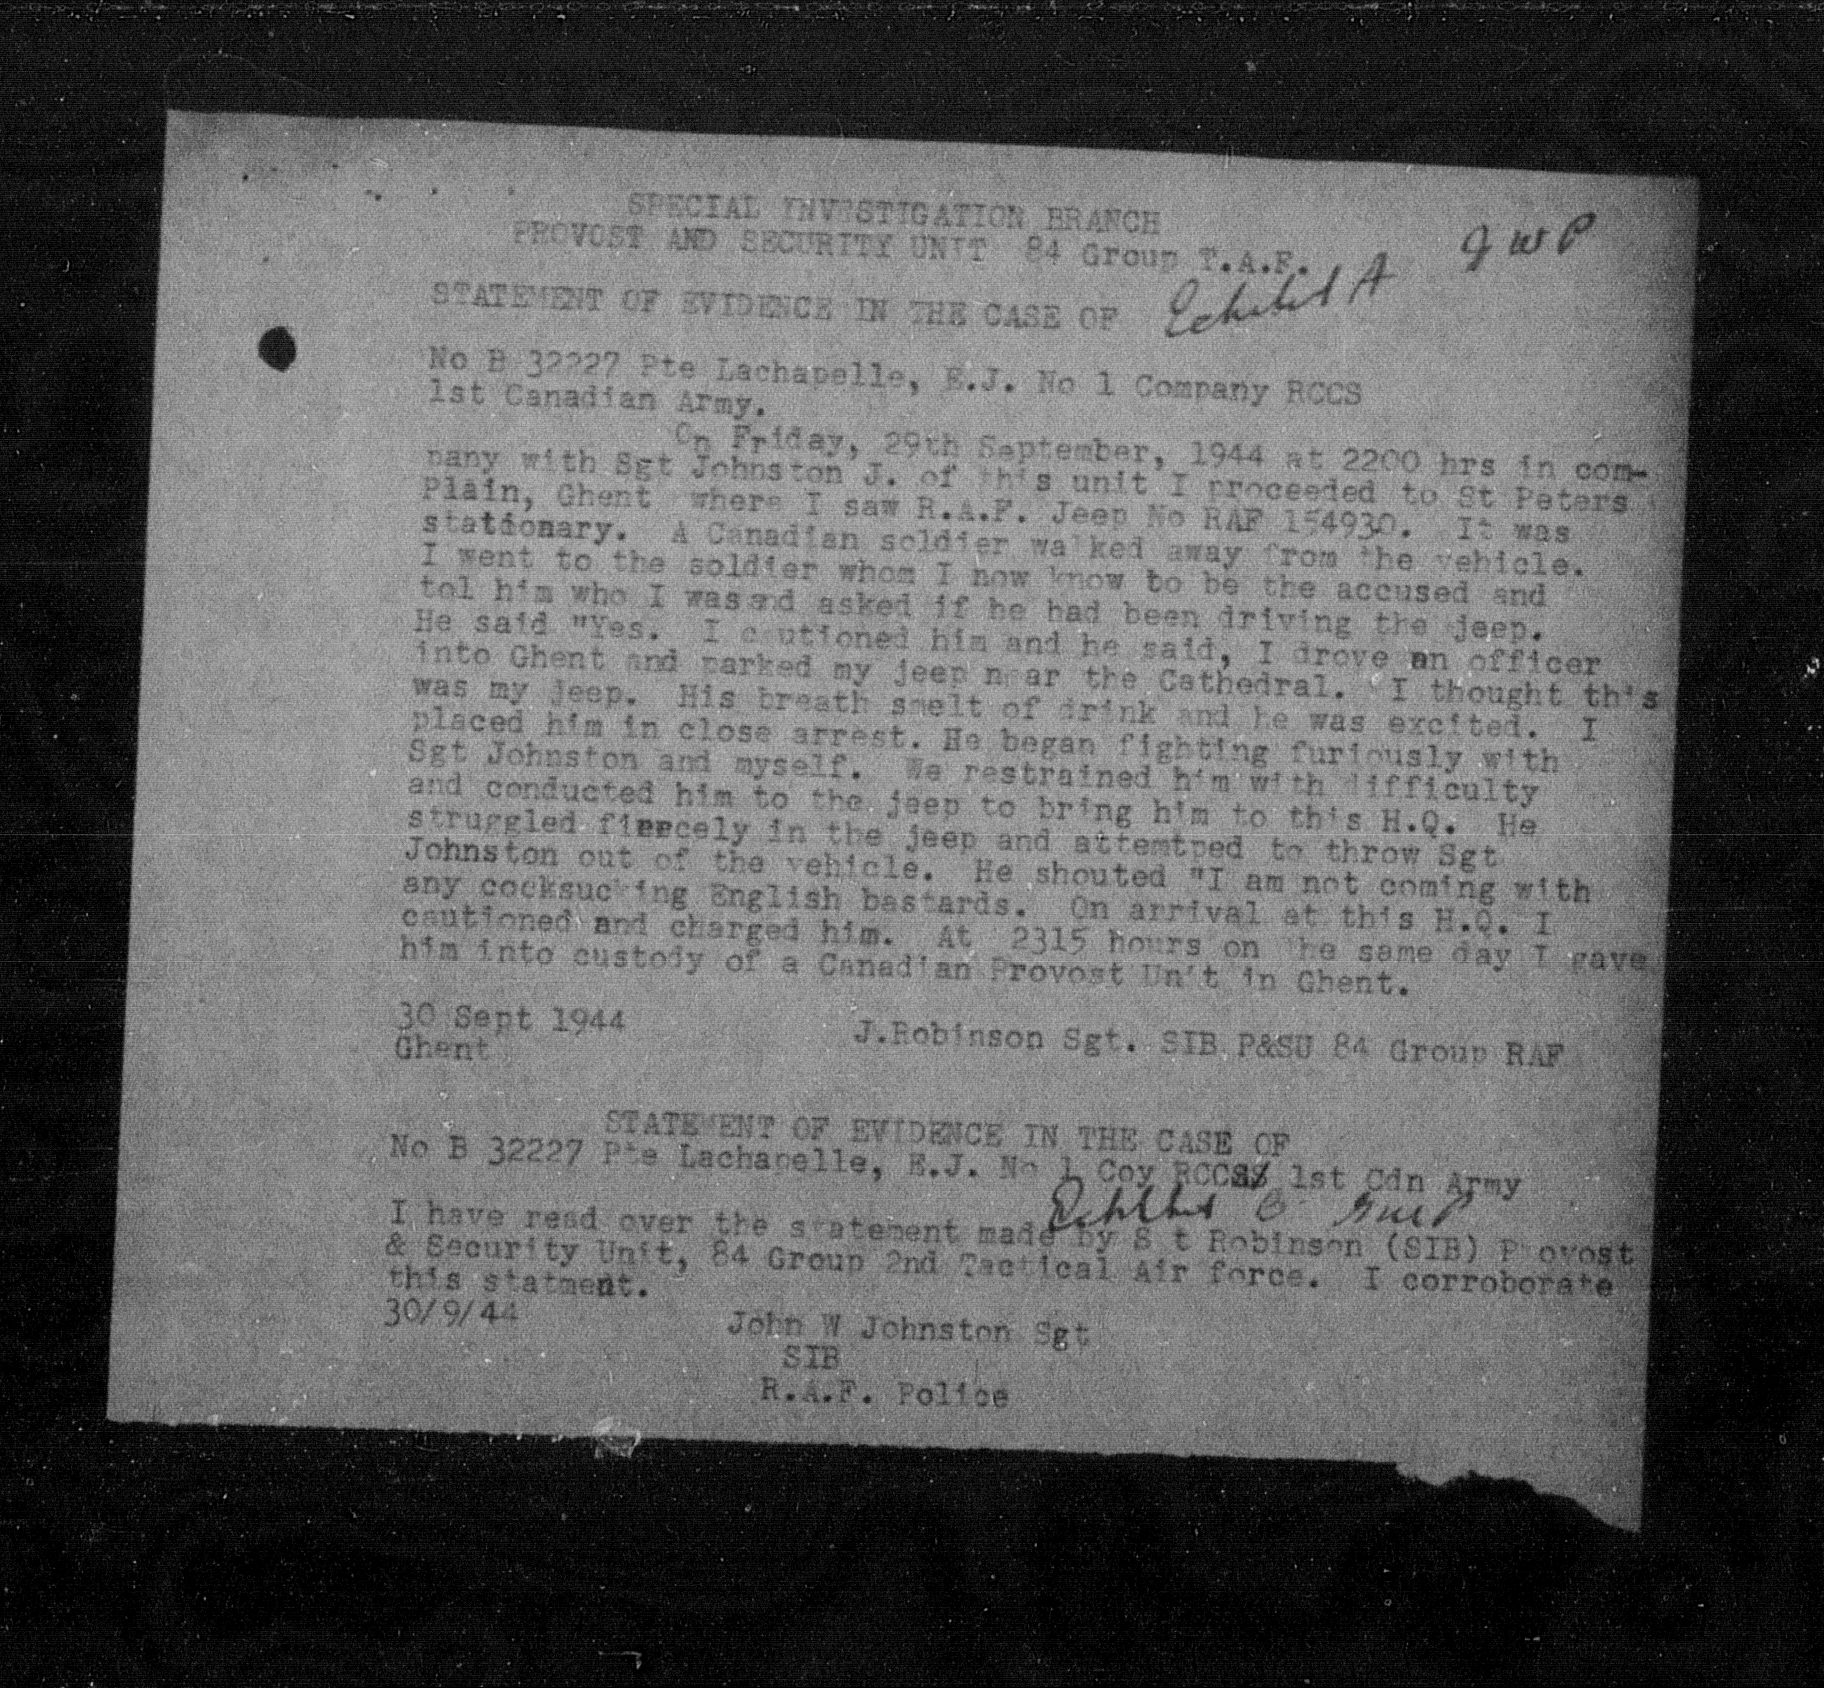 SPECIAL INVESTIGATION BRANCH
PROVOST AND SECURITY UNIT 84 Group T.A.F.
J W P
STATEMENT OF EVIDENCE IN THE CASE OF
Exhibit A
No B 32227 Pte Lachapelle, E.J. No 1 Company RCCS
1st Canadian Army.
On Friday, 29th September, 1944 at 2200 hrs in com-
pany with Sgt Johnston J. of this unit I proceeded to St Peters
Plain, Ghent where I saw R.A.F. Jeep No RAF 154930. It was
stationary. A Canadian soldier walked away from the vehicle.
I went to the soldier whom I now know to be the accused and
tol him who I was and asked if he had been driving the jeep.
He said "Yes. I cautioned him and he said, I drove an officer
into Ghent and parked my jeep near the Cathedral. I thought this
was my jeep. His breath smelt of drink and he was excited. I
placed him in close arrest. He began fighting furiously with
Sgt Johnston and myself. We restrained him with difficulty
and conducted him to the jeep to bring him to this H.Q. He
struggled fiercely in the jeep and attemtped to throw Sgt
Johnston out of the vehicle. He shouted "I am not coming with
any cocksucking English bastards. On arrival at this H.Q. I
cautioned and charged him. At 2315 hours on the same day I gave
him into custody of a Canadian Provost Unit in Ghent.
30 Sept 1944
Ghent
J.Robinson Sgt. SIB P&SU 84 Group RAF
STATEMENT OF EVIDENCE IN THE CASE OF
No B 32227 Pte Lachapelle, E.J. No 1 Coy RCCS 1st Cdn Army
Exhibit B JWP
I have read over the statement made by Sgt Robinson (SIB) Provost
& Security Unit, 84 Group 2nd Tactical Air force. I corroborate
this statment.
30/9/44
John W Johnston Sgt
SIB
R.A.F. Police